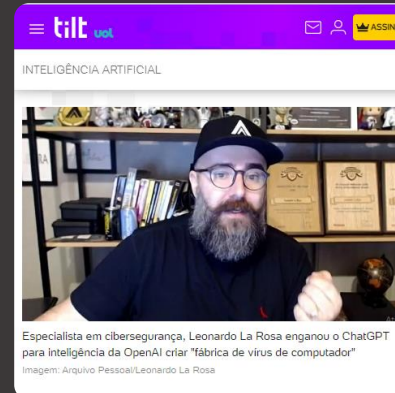 tilt uol
ASSIN
INTELIGÊNCIA ARTIFICIAL
Especialista em cibersegurança, Leonardo La Rosa enganou o ChatGPT
para inteligência da OpenAI criar "fábrica de vírus de computador"
Imagem: Arquivo Pessoal/Leonardo La Rosa